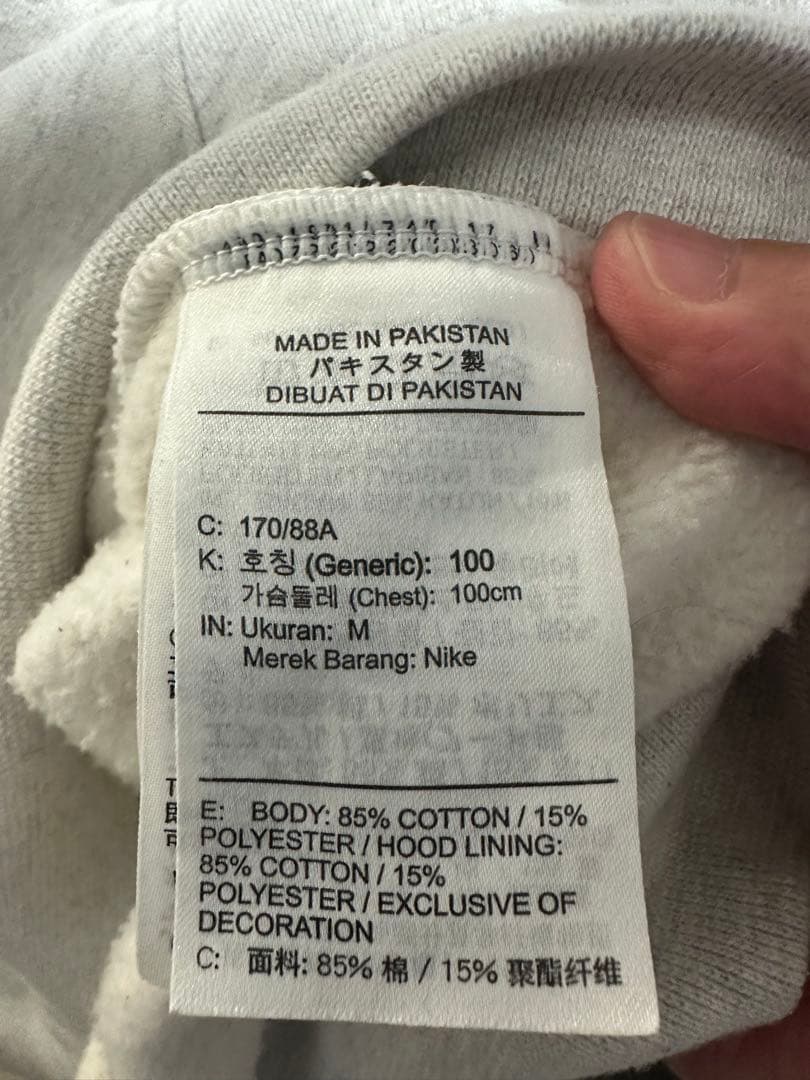 MADE IN PAKISTAN
パキスタン製
DIBUAT DI PAKISTAN
C: 170/88A
K: 호칭 (Generic): 100
가슴둘레 (Chest): 100cm
IN: Ukuran: M
Merek Barang: Nike
E: BODY: 85% COTTON / 15%
POLYESTER / HOOD LINING:
85% COTTON / 15%
POLYESTER / EXCLUSIVE OF
DECORATION
C: 面料: 85% 棉 / 15% 聚酯纤维